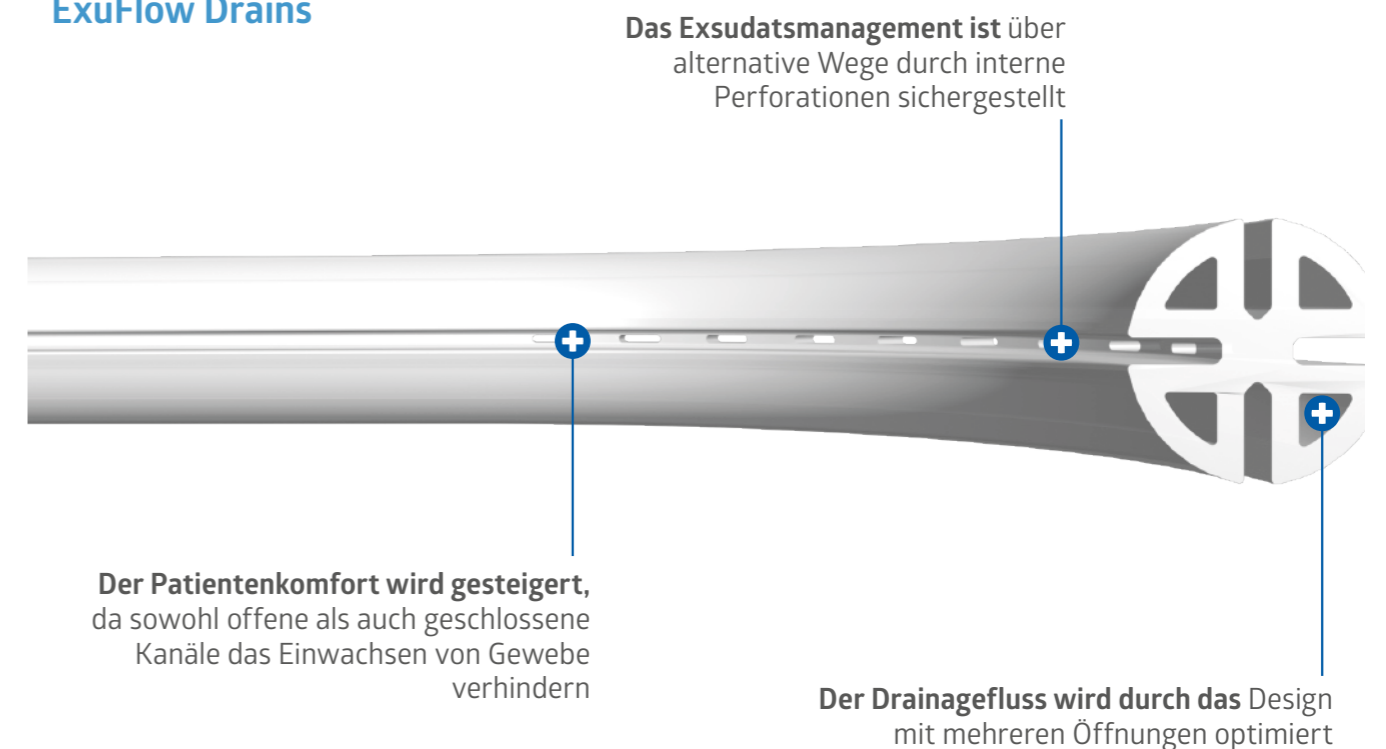 ExuFlow Drains
Das Exsudatsmanagement ist über
alternative Wege durch interne
Perforationen sichergestellt
Der Patientenkomfort wird gesteigert,
da sowohl offene als auch geschlossene
Kanäle das Einwachsen von Gewebe
verhindern
Der Drainagefluss wird durch das Design
mit mehreren Öffnungen optimiert